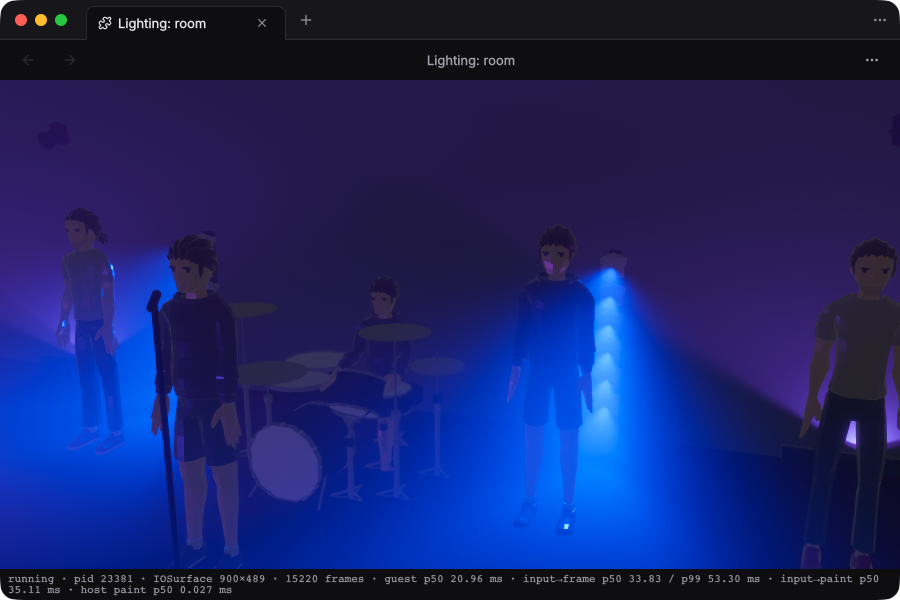 Lighting: room
Lighting: room
running · pid 23381 · IOSurface 900×489 · 15220 frames · guest p50 20.96 ms · input→frame p50 33.83 / p99 53.30 ms · input→paint p50
35.11 ms · host paint p50 0.027 ms